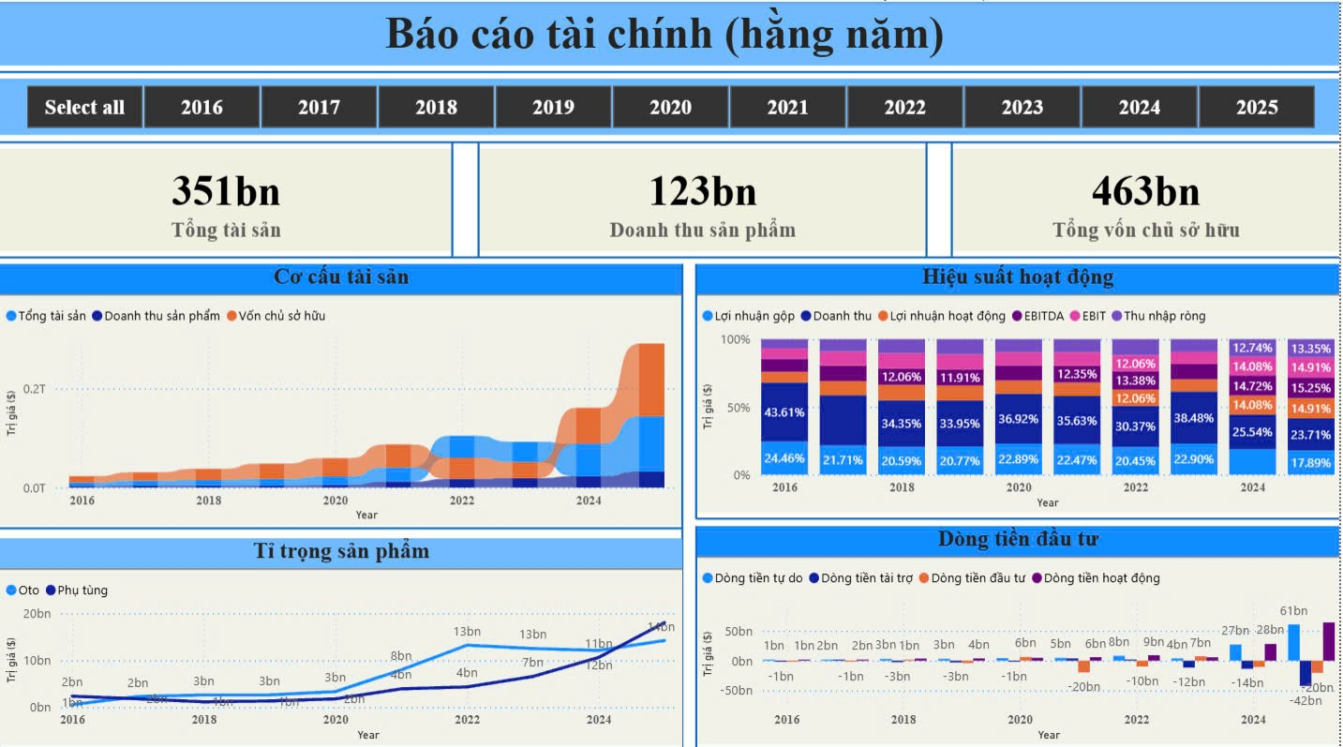 Báo cáo tài chính (hằng năm)
Select all 2016 2017 2018 2019 2020 2021 2022 2023 2024 2025
351bn
Tổng tài sản
123bn
Doanh thu sản phẩm
463bn
Tổng vốn chủ sở hữu
Cơ cấu tài sản
Tổng tài sản Doanh thu sản phẩm Vốn chủ sở hữu
Trị giá ($)
0.2T
0.0T
2016 2018 2020 2022 2024
Year
Hiệu suất hoạt động
Lợi nhuận gộp Doanh thu Lợi nhuận hoạt động EBITDA EBIT Thu nhập ròng
Trị giá ($)
100%
50%
0%
12.74% 13.35%
12.06% 14.08% 14.91%
12.06% 11.91% 12.35% 13.38% 14.72% 15.25%
12.06% 14.08% 14.91%
43.61% 34.35% 33.95% 36.92% 35.63% 30.37% 38.48% 25.54% 23.71%
24.46% 21.71% 20.59% 20.77% 22.89% 22.47% 20.45% 22.90% 17.89%
2016 2018 2020 2022 2024
Year
Tỉ trọng sản phẩm
Oto Phụ tùng
Trị giá ($)
20bn
10bn
0bn
14bn
13bn 13bn 11bn
8bn 12bn
4bn 4bn 7bn
2bn 2bn 3bn 3bn 3bn
1bn 2bn 1bn 1bn 2bn
2016 2018 2020 2022 2024
Year
Dòng tiền đầu tư
Dòng tiền tự do Dòng tiền tài trợ Dòng tiền đầu tư Dòng tiền hoạt động
Trị giá ($)
50bn
0bn
-50bn
61bn
27bn 28bn
1bn 1bn 2bn 2bn 3bn 1bn 3bn 4bn 6bn 5bn 6bn 8bn 9bn 4bn 7bn
-1bn -1bn -3bn -3bn -1bn -20bn -10bn -12bn -14bn -20bn
-42bn
2016 2018 2020 2022 2024
Year